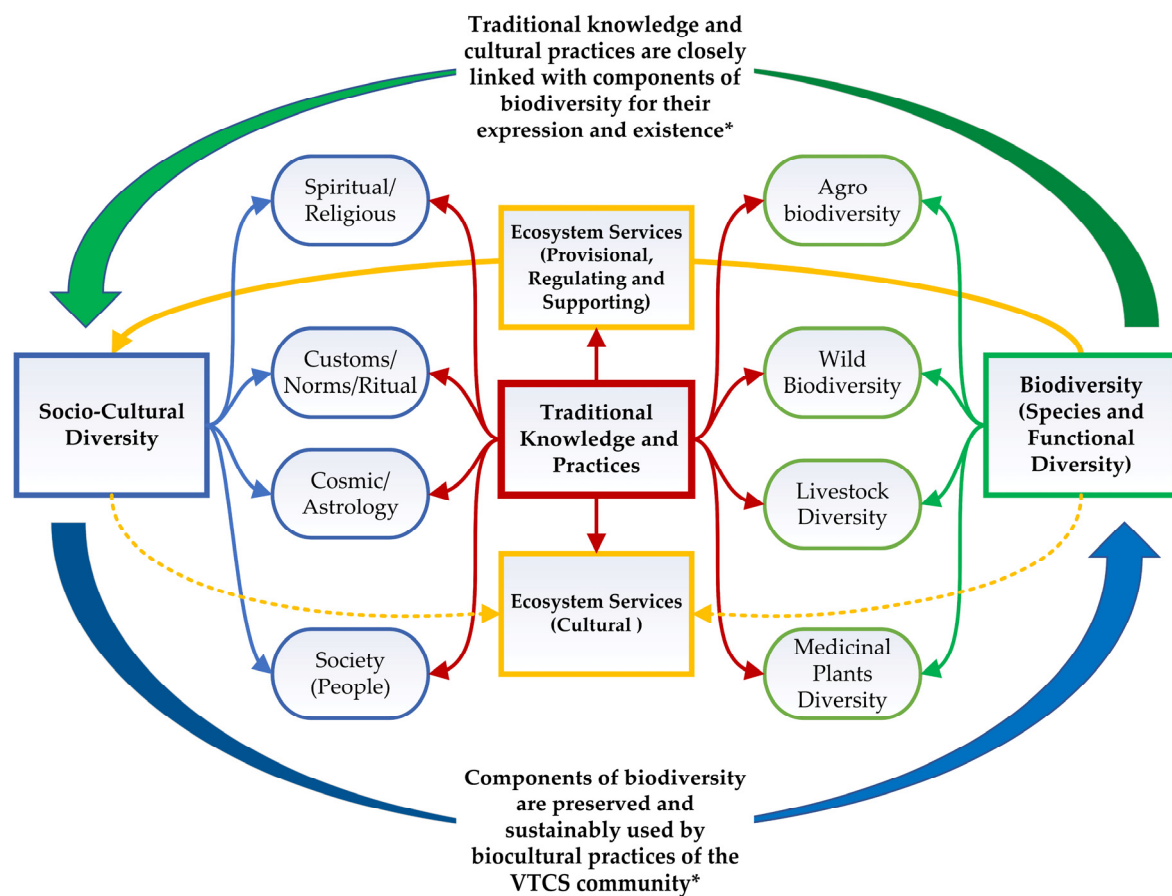 Traditional knowledge and
cultural practices are closely
linked with components of
biodiversity for their
expression and existence*
Spiritual/
Religious
Agro
biodiversity
Ecosystem Services
(Provisional,
Regulating and
Supporting)
Customs/
Norms/Ritual
Wild
Biodiversity
Socio-Cultural
Diversity
Traditional
Knowledge and
Practices
Biodiversity
(Species and
Functional
Diversity)
Cosmic/
Astrology
Livestock
Diversity
Ecosystem Services
(Cultural )
Society
(People)
Medicinal
Plants
Diversity
Components of biodiversity
are preserved and
sustainably used by
biocultural practices of the
VTCS community*